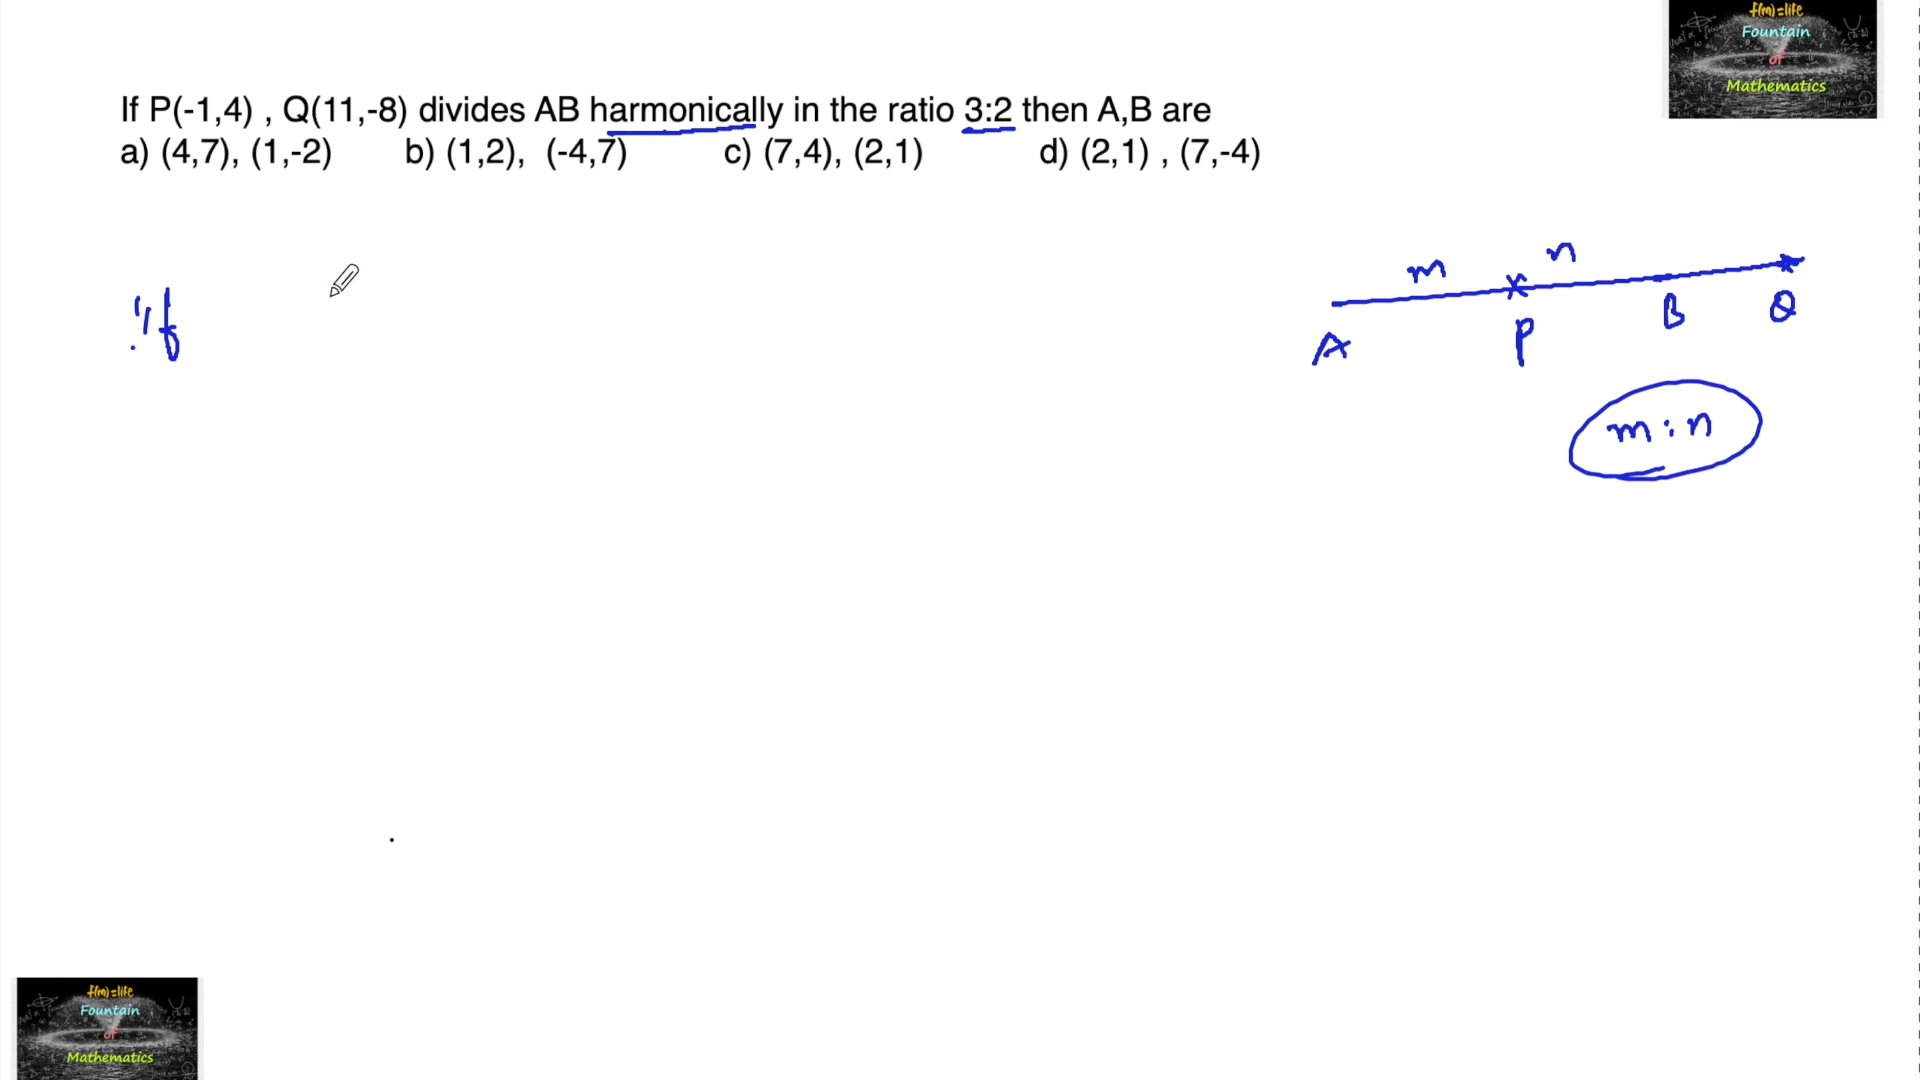 f(m)=life
Fountain
of
Mathematics
If P(-1,4) , Q(11,-8) divides AB harmonically in the ratio 3:2 then A,B are
a) (4,7), (1,-2) b) (1,2), (-4,7) c) (7,4), (2,1) d) (2,1) , (7,-4)
m n
A P B Q
if
m : n
f(m)=life
Fountain
of
Mathematics